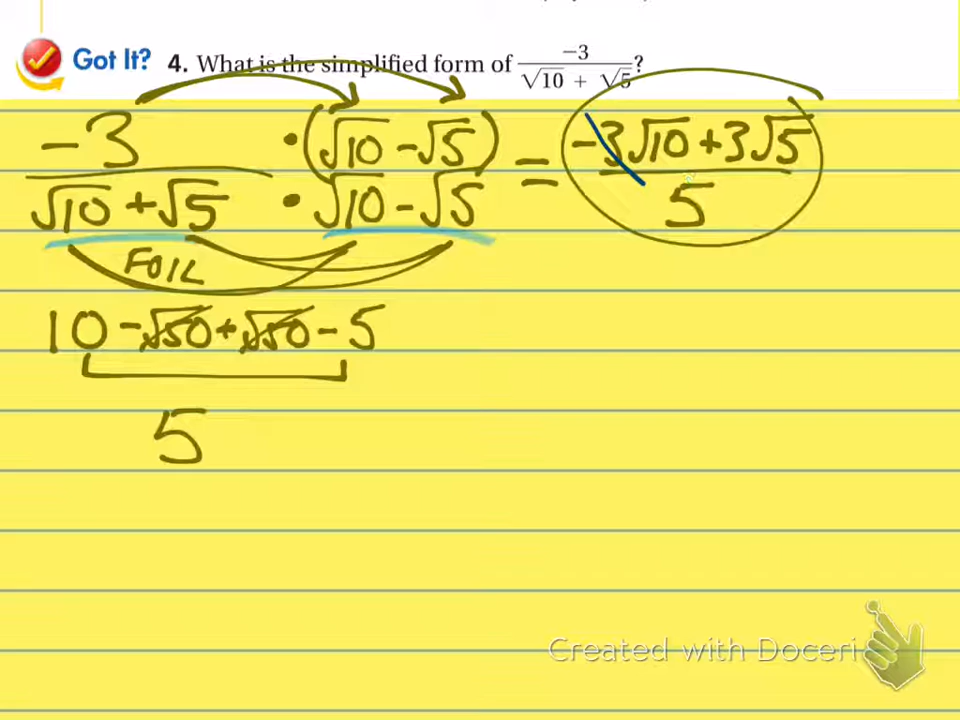 Got It? 4. What is the simplified form of −3/(√10 + √5)?
−3 · (√10 − √5) = −3√10 + 3√5
√10 + √5 · √10 − √5 5
FOIL
10 − √50 + √50 − 5
5
Created with Doceri